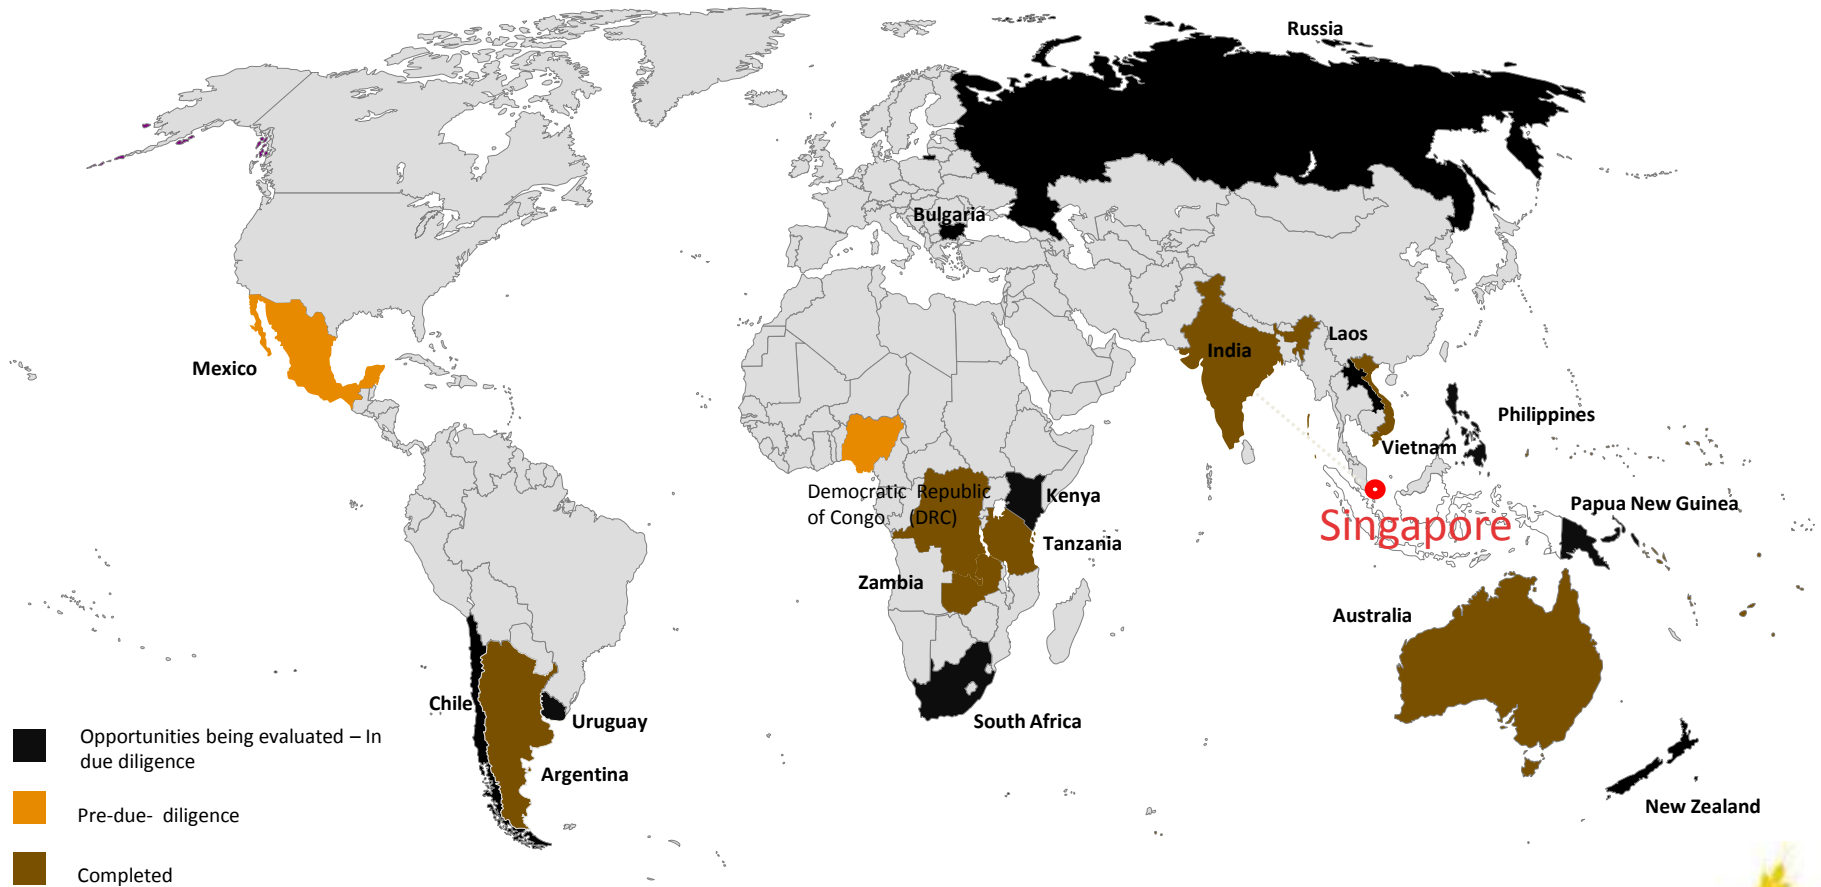 Russia
Bulgaria
Laos
India
Mexico
Philippines
Vietnam
Democratic Republic
of Congo (DRC)
Kenya
Papua New Guinea
Singapore
Tanzania
Zambia
Australia
Chile
Uruguay
South Africa
Argentina
New Zealand
Opportunities being evaluated – In
due diligence
Pre-due- diligence
Completed